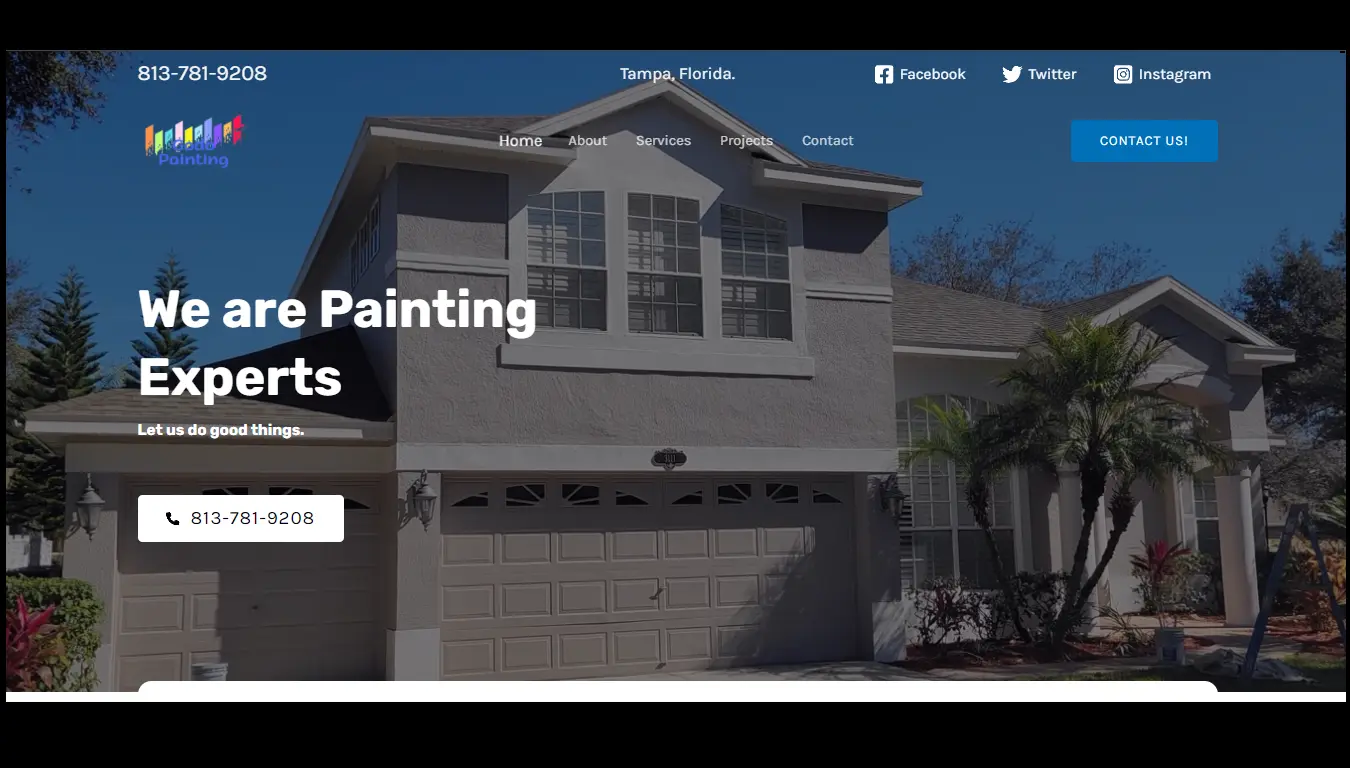 813-781-9208
Tampa, Florida.
Facebook
Twitter
Instagram
Painting
Home
About
Services
Projects
Contact
CONTACT US!
We are Painting
Experts
Let us do good things.
813-781-9208